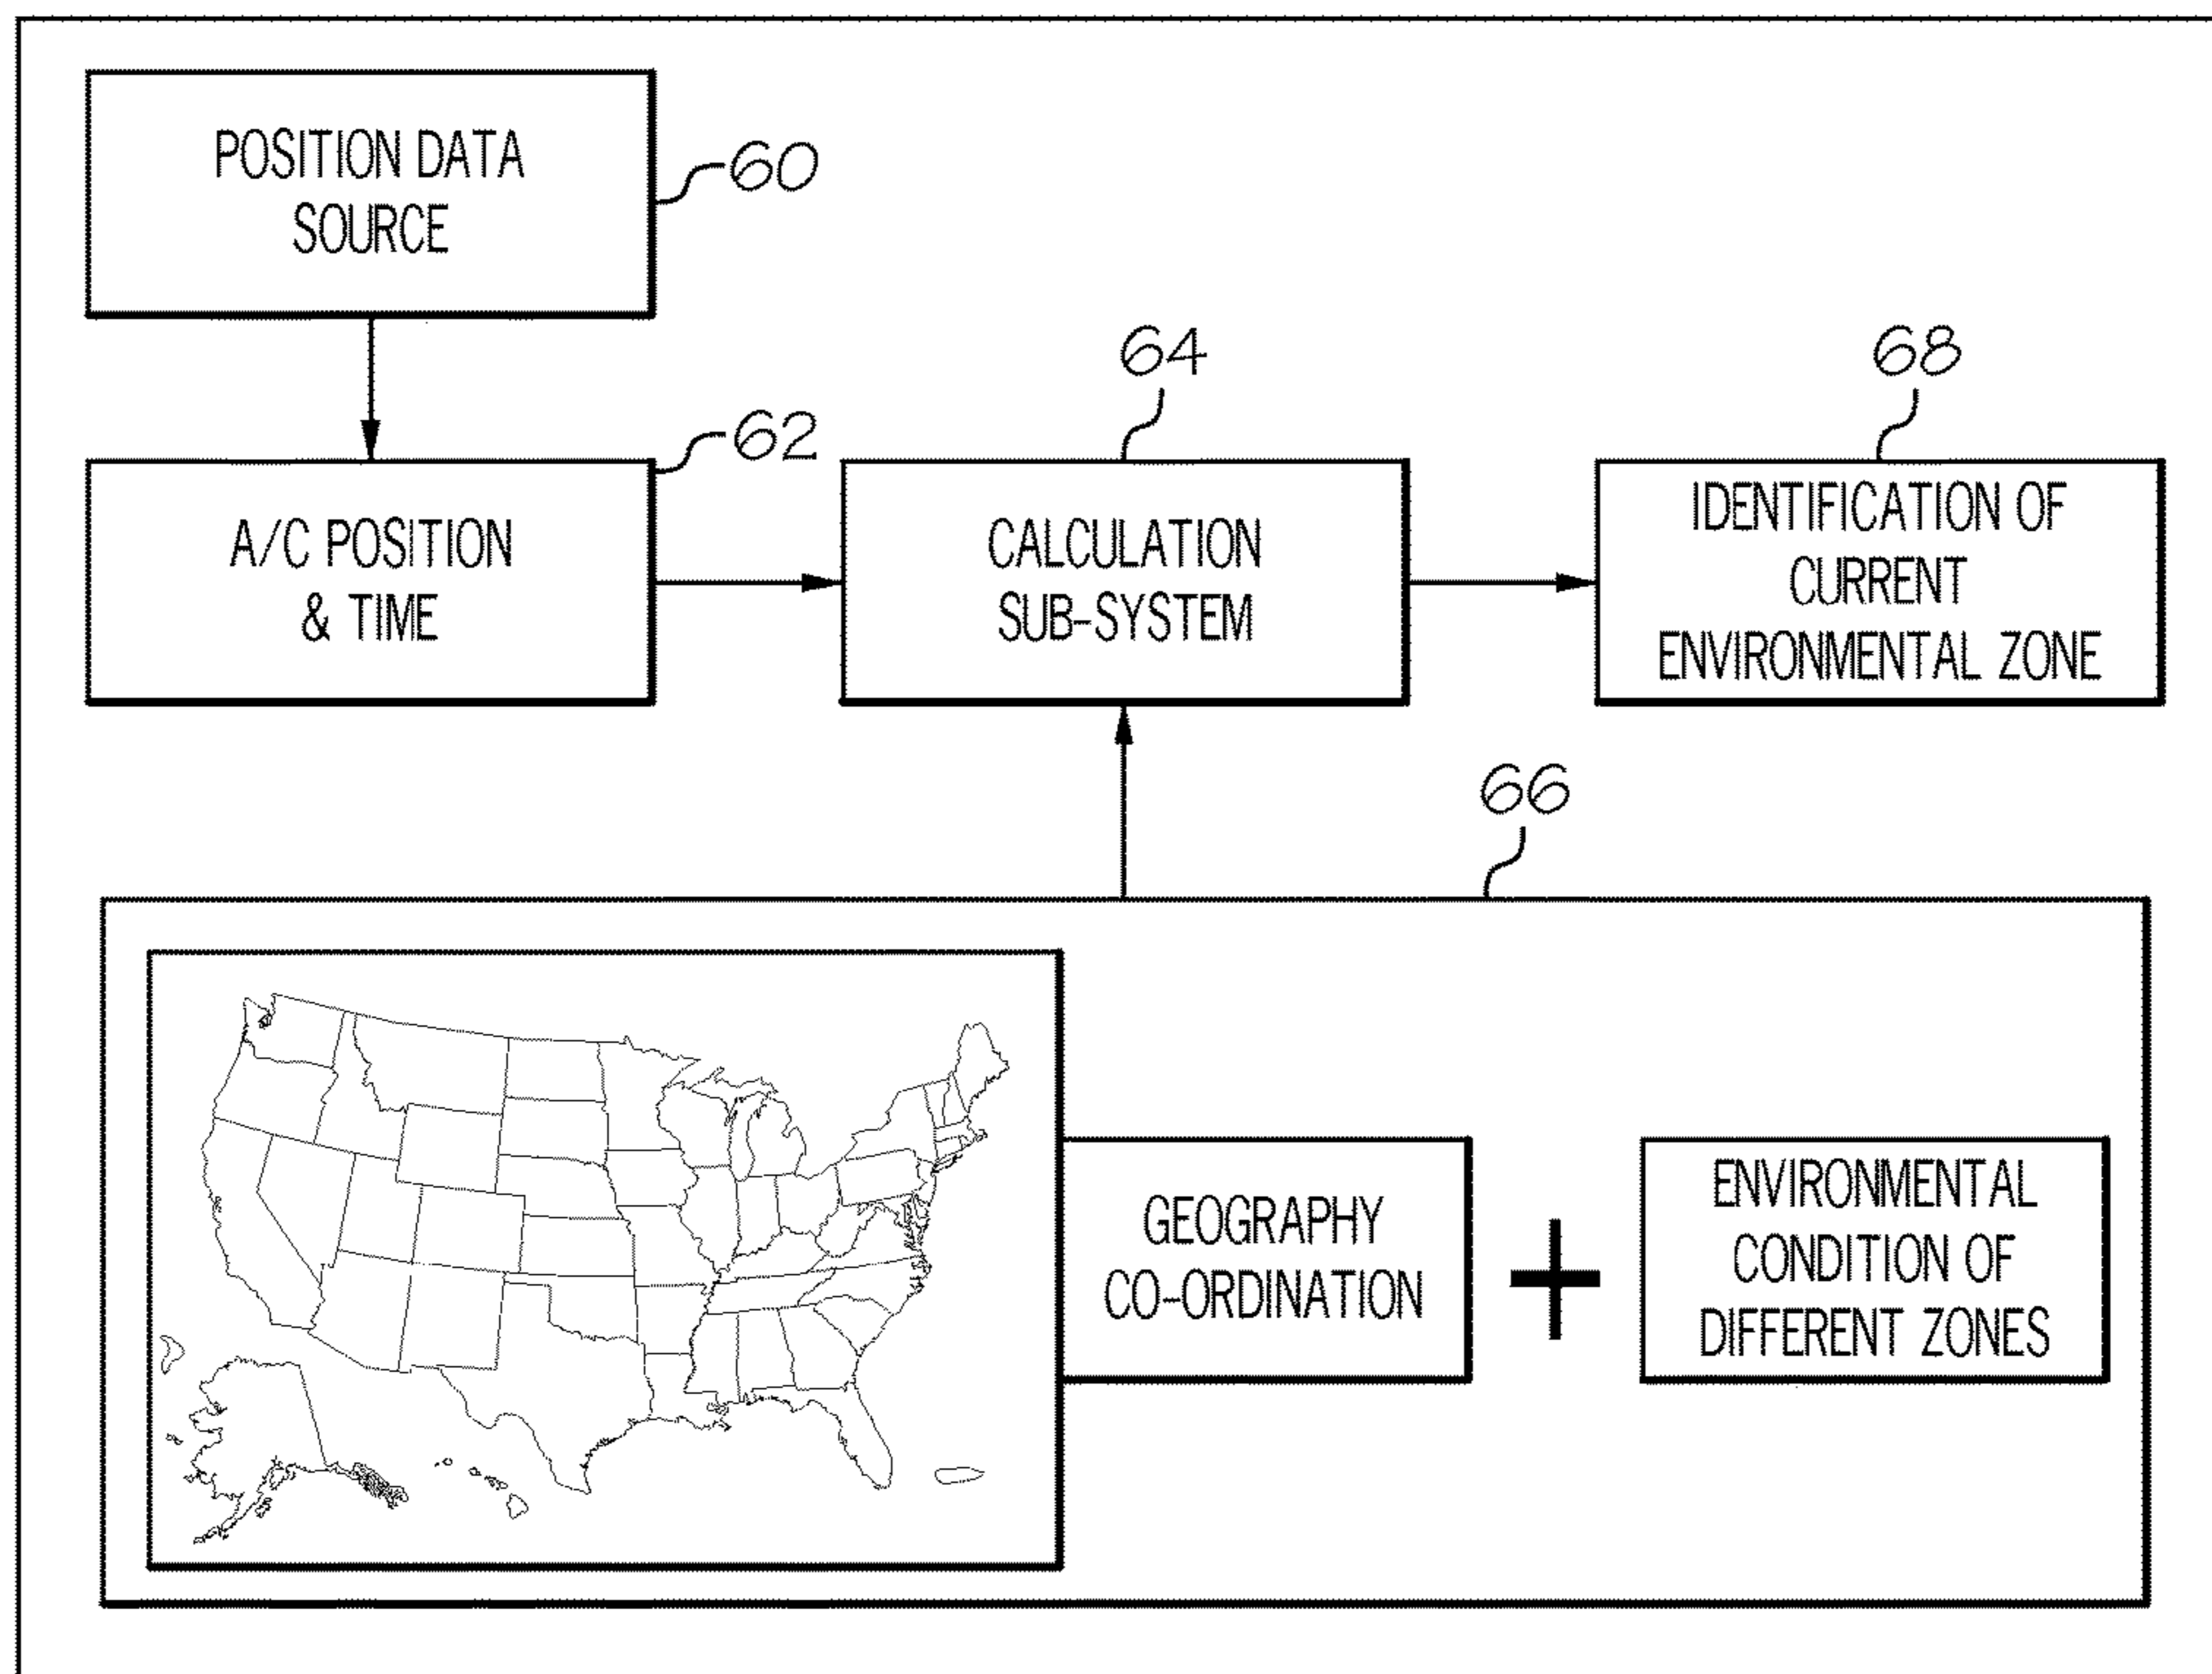 POSITION DATA
SOURCE
60
A/C POSITION
& TIME
62
CALCULATION
SUB-SYSTEM
64
IDENTIFICATION OF
CURRENT
ENVIRONMENTAL ZONE
68
66
GEOGRAPHY
CO-ORDINATION
+
ENVIRONMENTAL
CONDITION OF
DIFFERENT ZONES